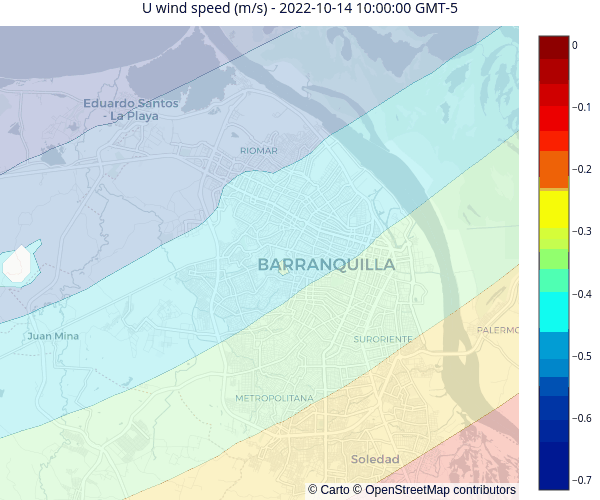 U wind speed (m/s) - 2022-10-14 10:00:00 GMT-5
Eduardo Santos
- La Playa
RIOMAR
BARRANQUILLA
Juan Mina
SURORIENTE
PALERMO
METROPOLITANA
Soledad
© Carto © OpenStreetMap contributors
0
−0.1
−0.2
−0.3
−0.4
−0.5
−0.6
−0.7